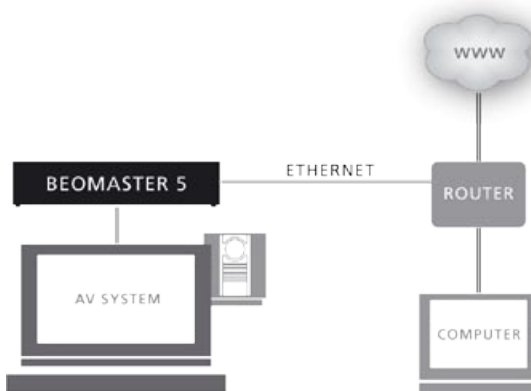 WWW
ETHERNET
BEOMASTER 5
ROUTER
AV SYSTEM
COMPUTER